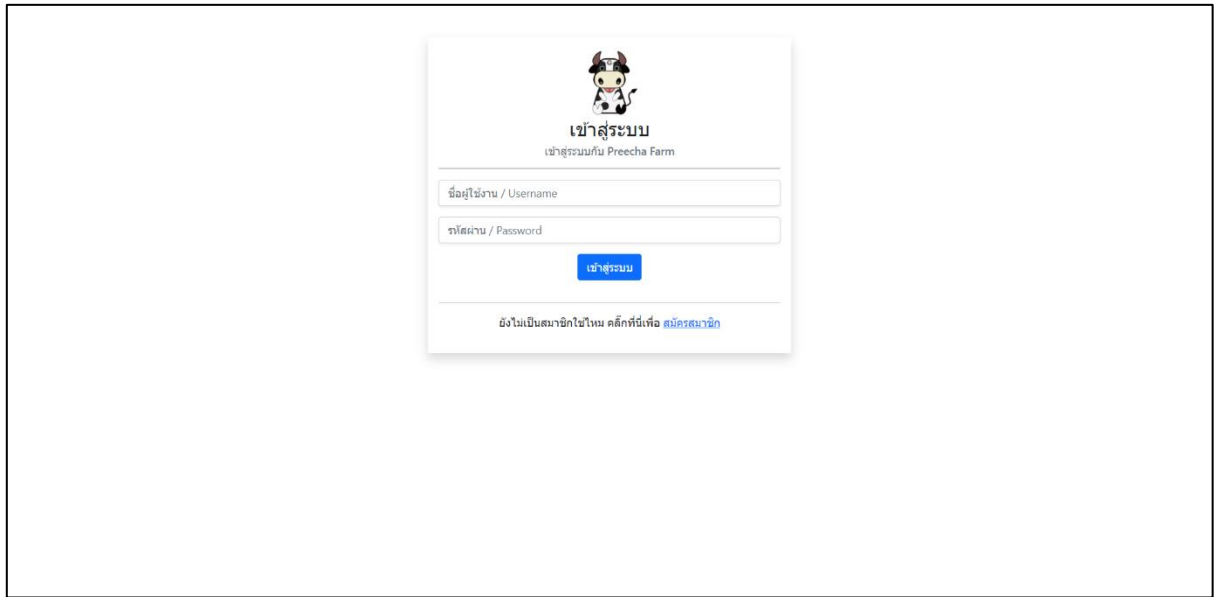 เข้าสู่ระบบ
เข้าสู่ระบบกับ Preecha Farm
ชื่อผู้ใช้งาน / Username
รหัสผ่าน / Password
เข้าสู่ระบบ
ยังไม่เป็นสมาชิกใช่ไหม คลิ๊กที่นี่เพื่อ สมัครสมาชิก